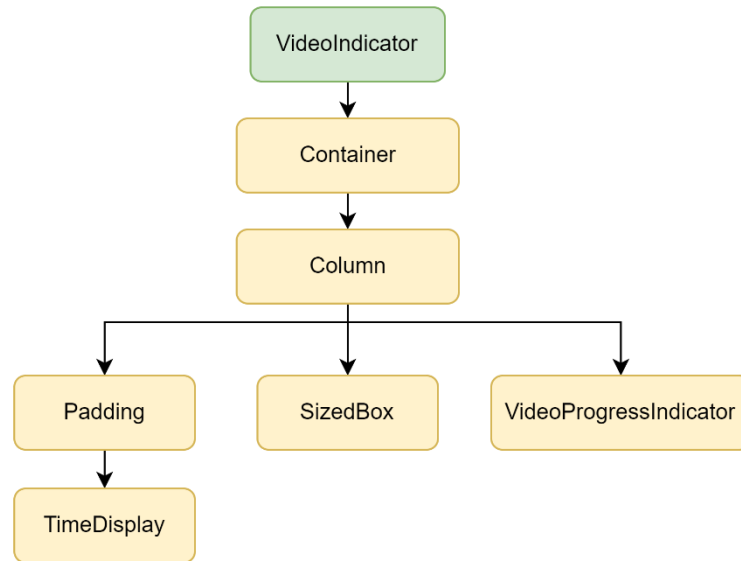 VideoIndicator
Container
Column
Padding
SizedBox
VideoProgressIndicator
TimeDisplay